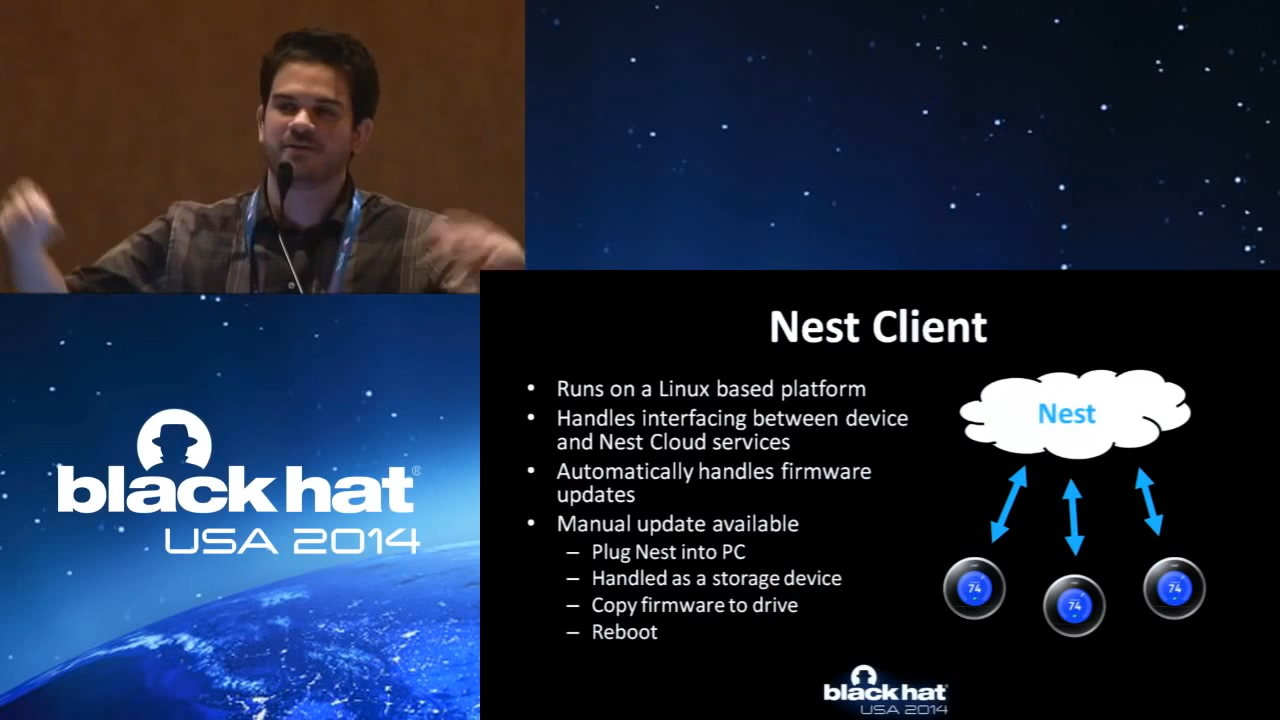 black hat®
USA 2014
Nest Client
• Runs on a Linux based platform
• Handles interfacing between device
and Nest Cloud services
• Automatically handles firmware
updates
• Manual update available
– Plug Nest into PC
– Handled as a storage device
– Copy firmware to drive
– Reboot
Nest
74
74
74
black hat
USA 2014